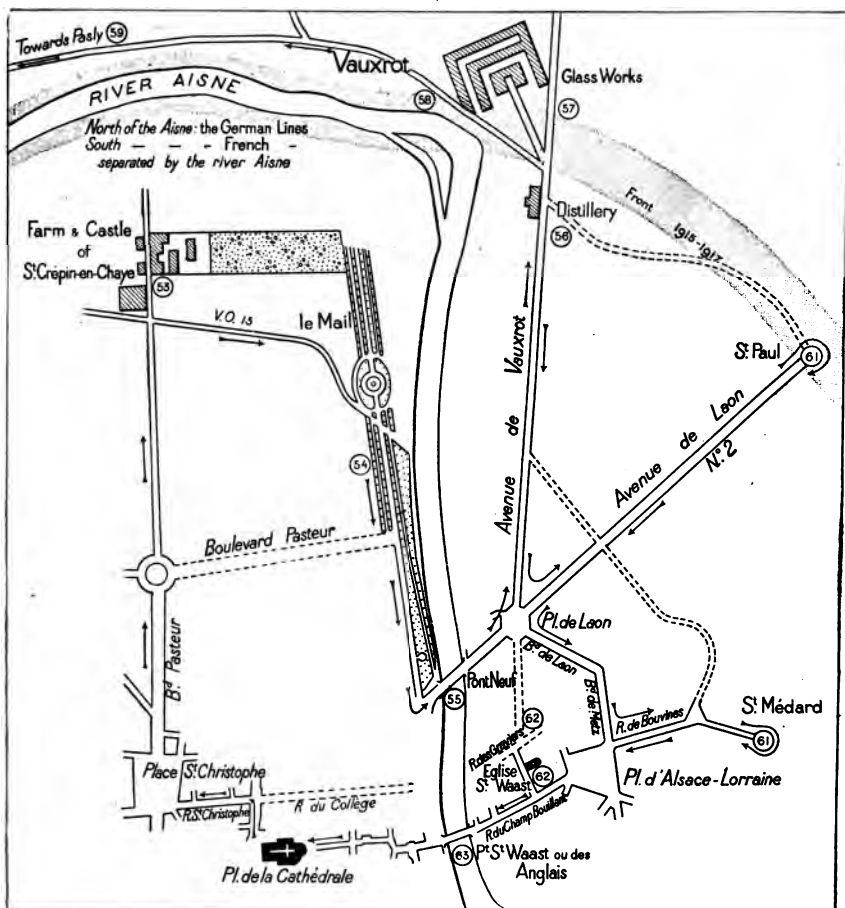 Towards Pasly 59
Vauxrot
Glass Works
RIVER AISNE
58
57
North of the Aisne: the German Lines
South — — - French -
separated by the river Aisne
Front 1915-1917
Distillery
56
Farm & Castle
of
St Crépin-en-Chaye
53
V.O. 13
le Mail
St Paul
61
Avenue de Vauxrot
Avenue de Laon
No. 2
54
Boulevard Pasteur
Pl. de Laon
Bd de Laon
Bd Pasteur
Pont Neuf
55
Bd de Metz
R. de Bouvines
St Médard
61
62
R. des Graviers
Place St Christophe
Eglise
St Waast
62
Pl. d'Alsace-Lorraine
R. St Christophe
R. du Collège
R. du Champ Bouillant
63
Pt St Waast ou des
Anglais
Pl. de la Cathédrale